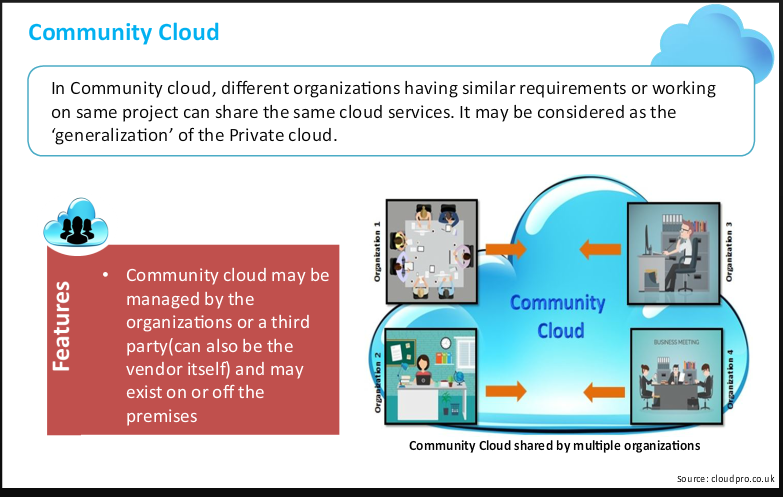 Community Cloud
In Community cloud, different organizations having similar requirements or working
on same project can share the same cloud services. It may be considered as the
‘generalization’ of the Private cloud.
Features
• Community cloud may be
managed by the
organizations or a third
party(can also be the
vendor itself) and may
exist on or off the
premises
Organization 1
Organization 2
Community
Cloud
Organization 3
BUSINESS MEETING
Organization 4
Community Cloud shared by multiple organizations
Source: cloudpro.co.uk